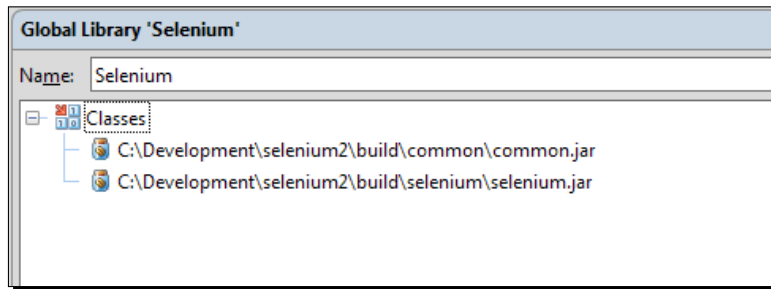 Global Library 'Selenium'
Name: Selenium
Classes
C:\Development\selenium2\build\common\common.jar
C:\Development\selenium2\build\selenium\selenium.jar